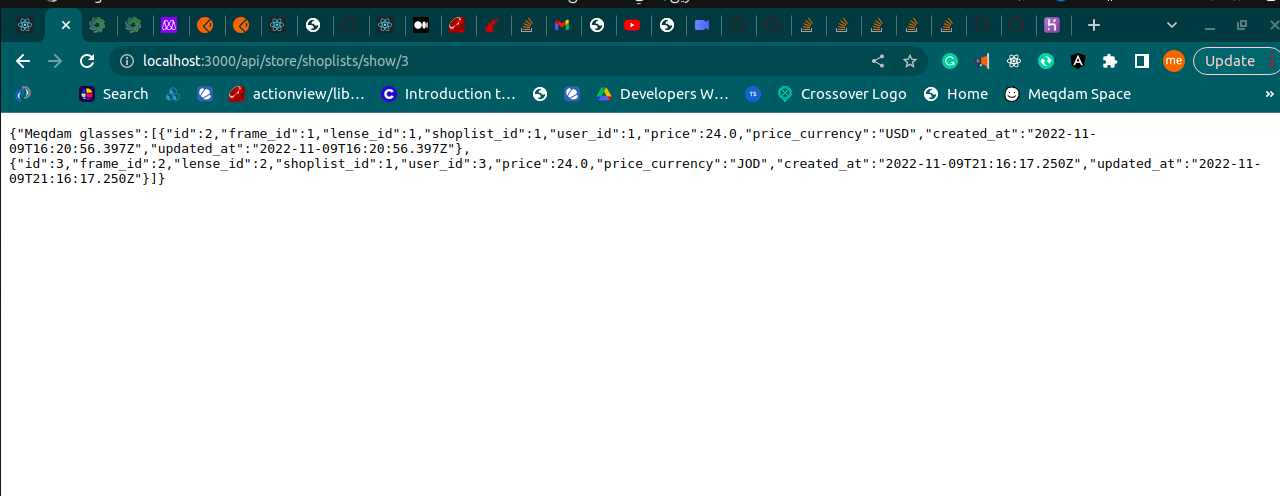 localhost:3000/api/store/shoplists/show/3
me
Update
Search
actionview/lib…
Introduction t…
Developers W…
TS
Crossover Logo
Home
Meqdam Space
»
{"Meqdam glasses":[{"id":2,"frame_id":1,"lense_id":1,"shoplist_id":1,"user_id":1,"price":24.0,"price_currency":"USD","created_at":"2022-11-
09T16:20:56.397Z","updated_at":"2022-11-09T16:20:56.397Z"},
{"id":3,"frame_id":2,"lense_id":2,"shoplist_id":1,"user_id":3,"price":24.0,"price_currency":"JOD","created_at":"2022-11-09T21:16:17.250Z","updated_at":"2022-11-
09T21:16:17.250Z"}]}